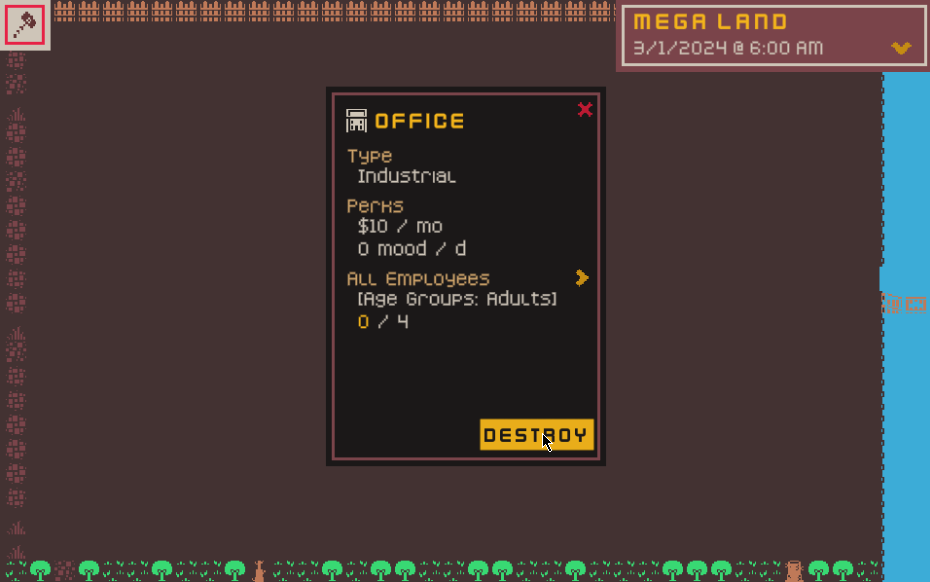 MEGA LAND
3/1/2024 @ 6:00 AM
OFFICE
Type
Industrial
Perks
$10 / mo
0 mood / d
All Employees
[Age Groups: Adults]
0 / 4
DESTROY